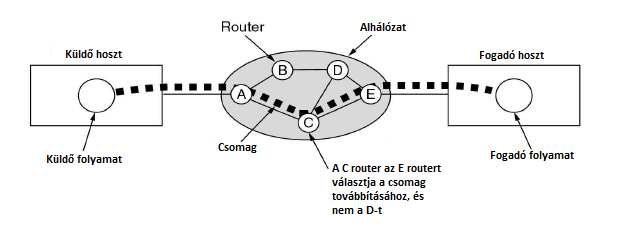 Router
Alhálózat
Küldő hoszt
Fogadó hoszt
B
D
A
E
C
Csomag
Küldő folyamat
Fogadó folyamat
A C router az E routert
választja a csomag
továbbításához, és
nem a D-t